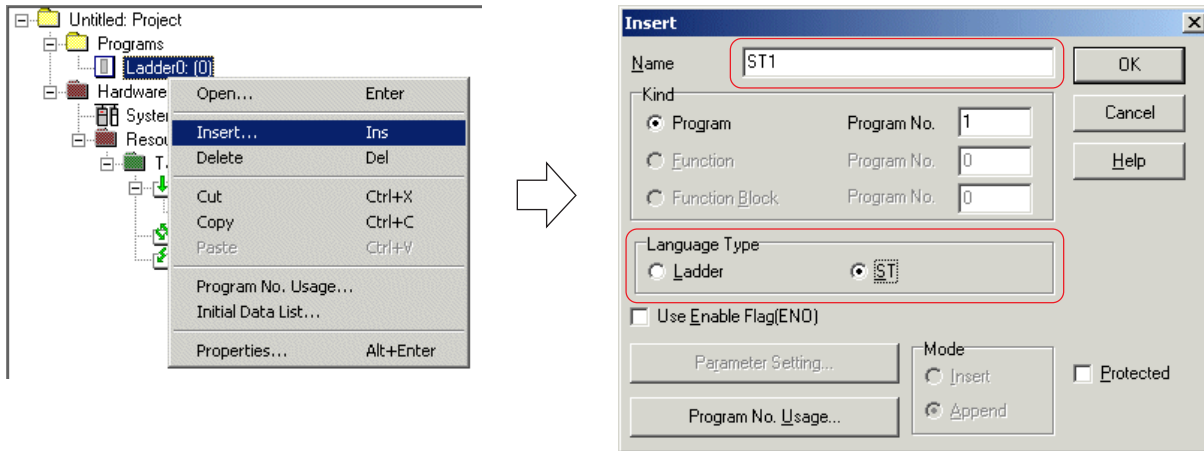 Untitled: Project
Programs
Ladder0: (0)
Hardware
Syste
Resou
T
Open... Enter
Insert... Ins
Delete Del
Cut Ctrl+X
Copy Ctrl+C
Paste Ctrl+V
Program No. Usage...
Initial Data List...
Properties... Alt+Enter
Insert
Name ST1
OK
Kind
Program Program No. 1
Cancel
Function Program No. 0
Help
Function Block Program No. 0
Language Type
Ladder ST
Use Enable Flag(ENO)
Parameter Setting...
Mode
Insert
Protected
Append
Program No. Usage...